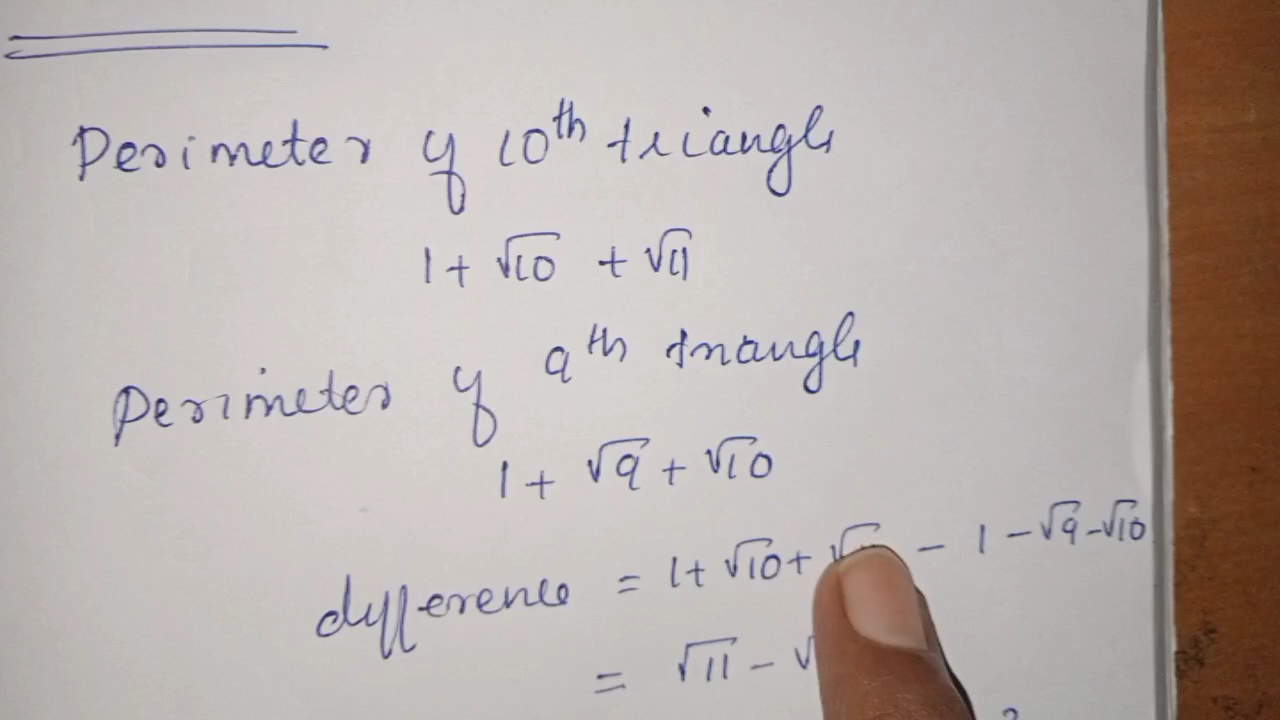 Perimeter of 10th triangle
1 + √10 + √11
Perimeter of 9th triangle
1 + √9 + √10
difference = 1 + √10 + √ - 1 - √9 - √10
= √11 - √